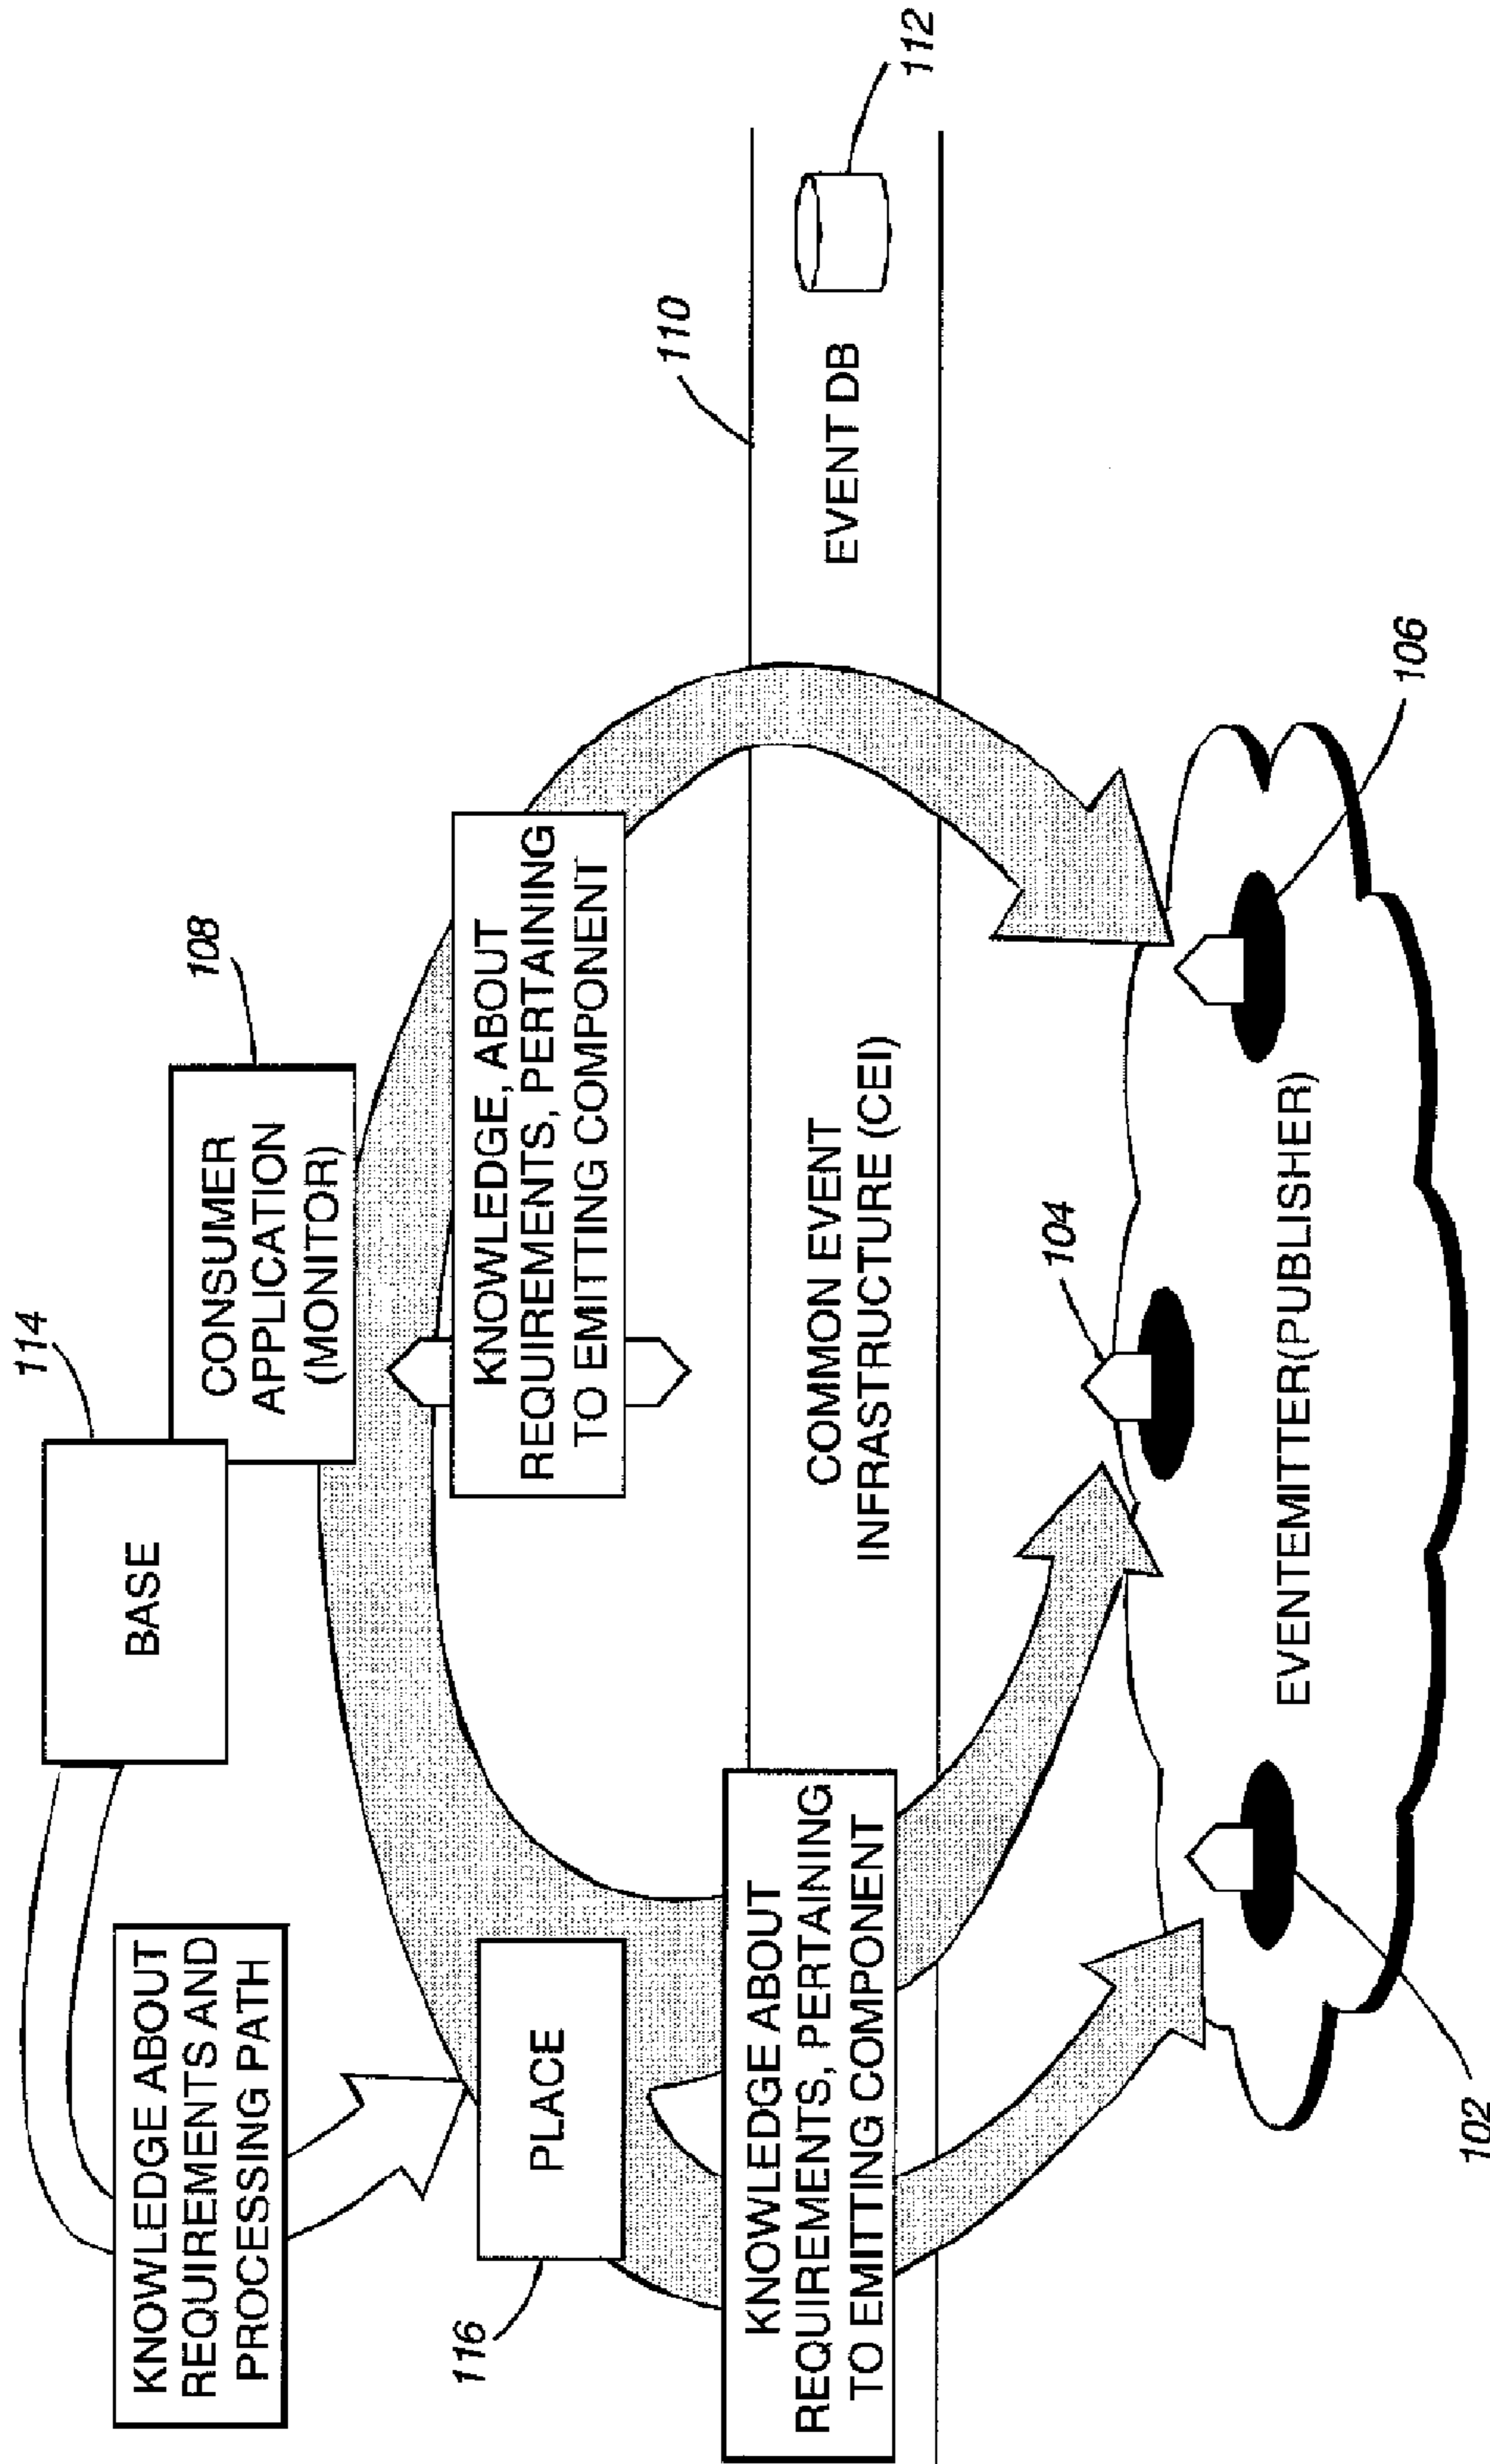 114
BASE
108
CONSUMER
APPLICATION
(MONITOR)
KNOWLEDGE ABOUT
REQUIREMENTS AND
PROCESSING PATH
116
PLACE
KNOWLEDGE, ABOUT
REQUIREMENTS, PERTAINING
TO EMITTING COMPONENT
KNOWLEDGE ABOUT
REQUIREMENTS, PERTAINING
TO EMITTING COMPONENT
COMMON EVENT
INFRASTRUCTURE (CEI)
110
EVENT DB
112
104
EVENTEMITTER(PUBLISHER)
102
106